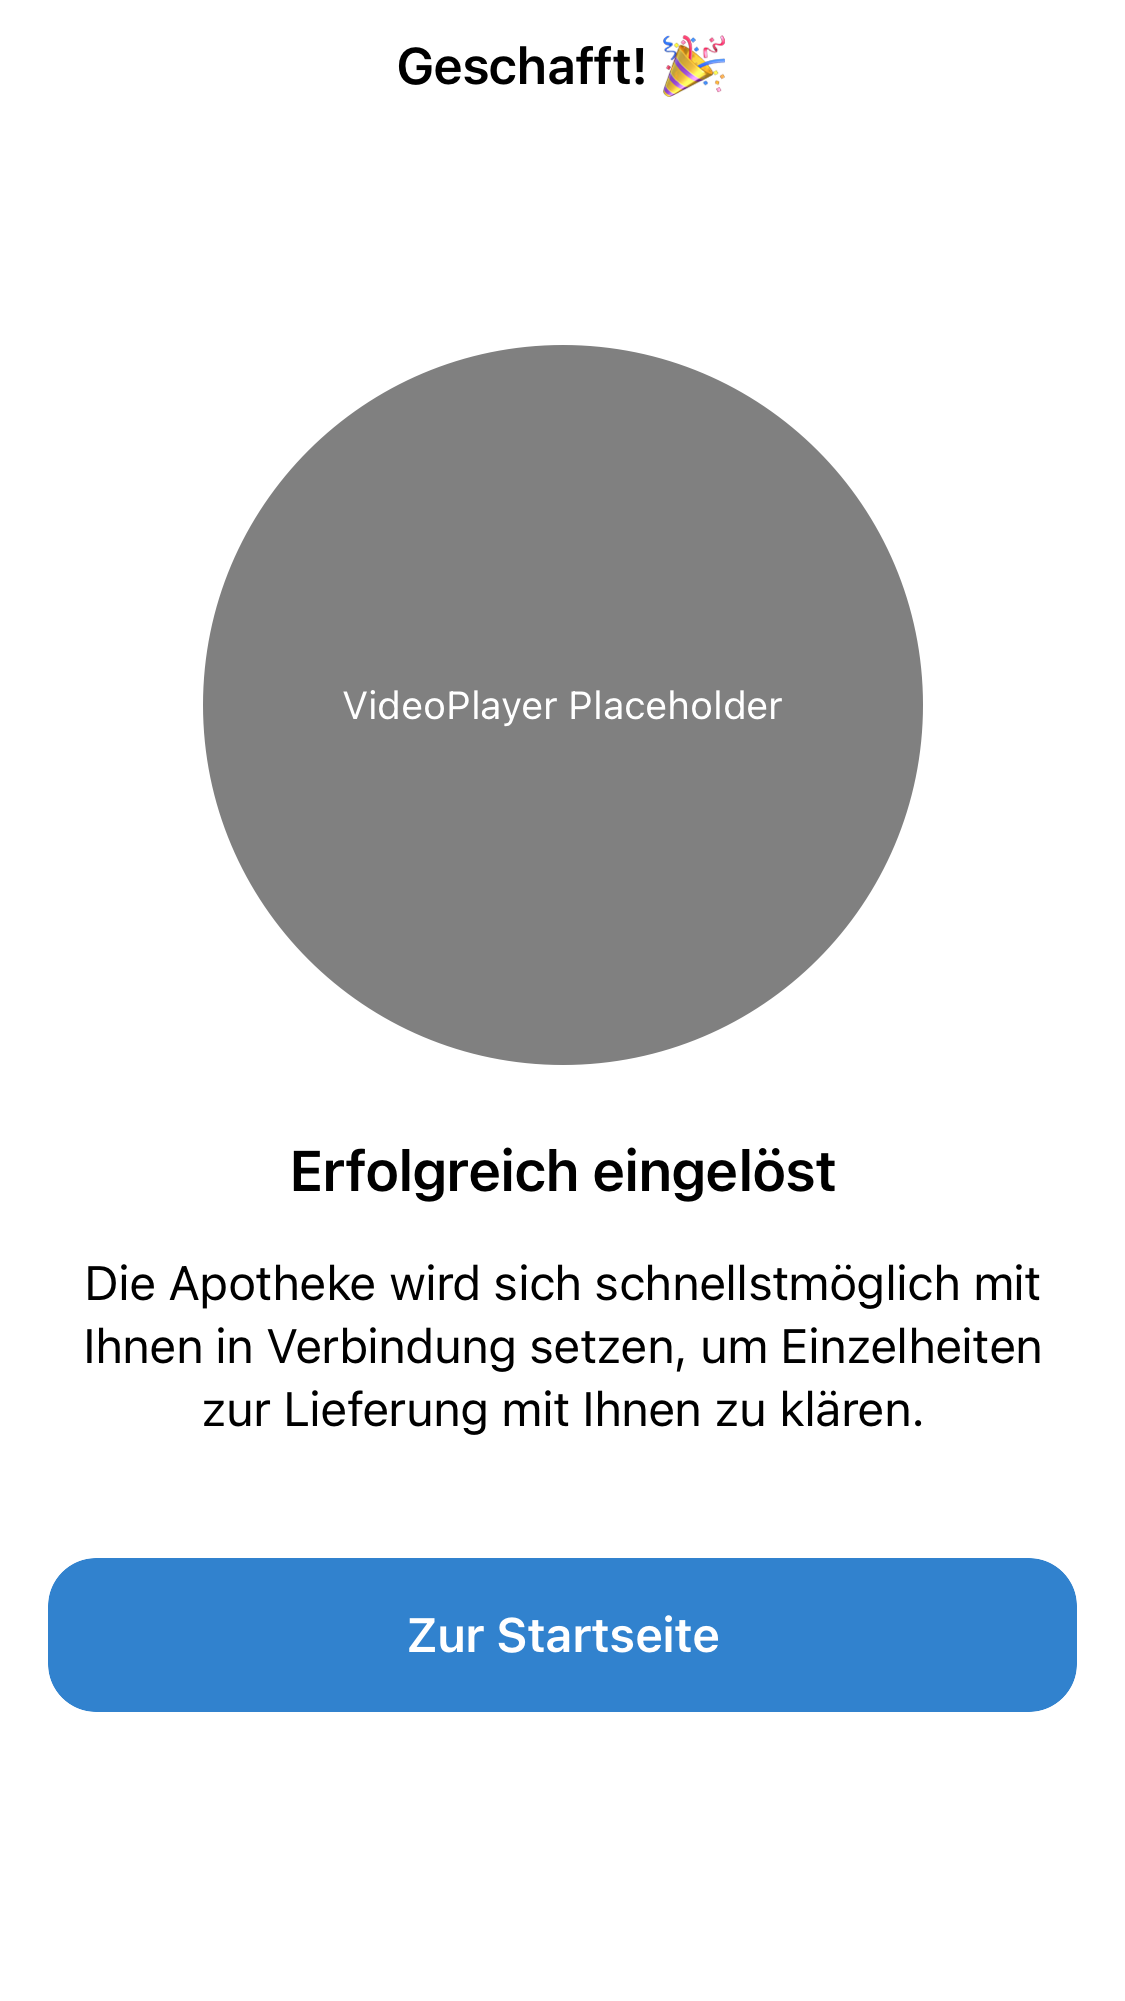 Geschafft! 🎉
VideoPlayer Placeholder
Erfolgreich eingelöst
Die Apotheke wird sich schnellstmöglich mit
Ihnen in Verbindung setzen, um Einzelheiten
zur Lieferung mit Ihnen zu klären.
Zur Startseite